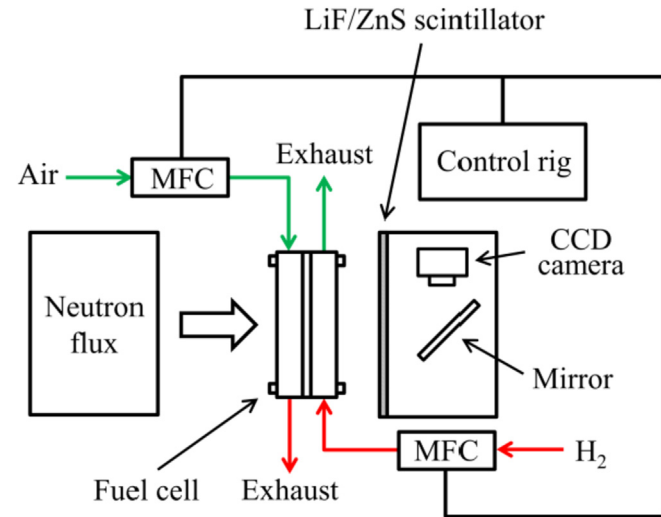 LiF/ZnS scintillator
Exhaust
Control rig
Air
MFC
CCD
camera
Neutron
flux
Mirror
MFC
H₂
Fuel cell
Exhaust